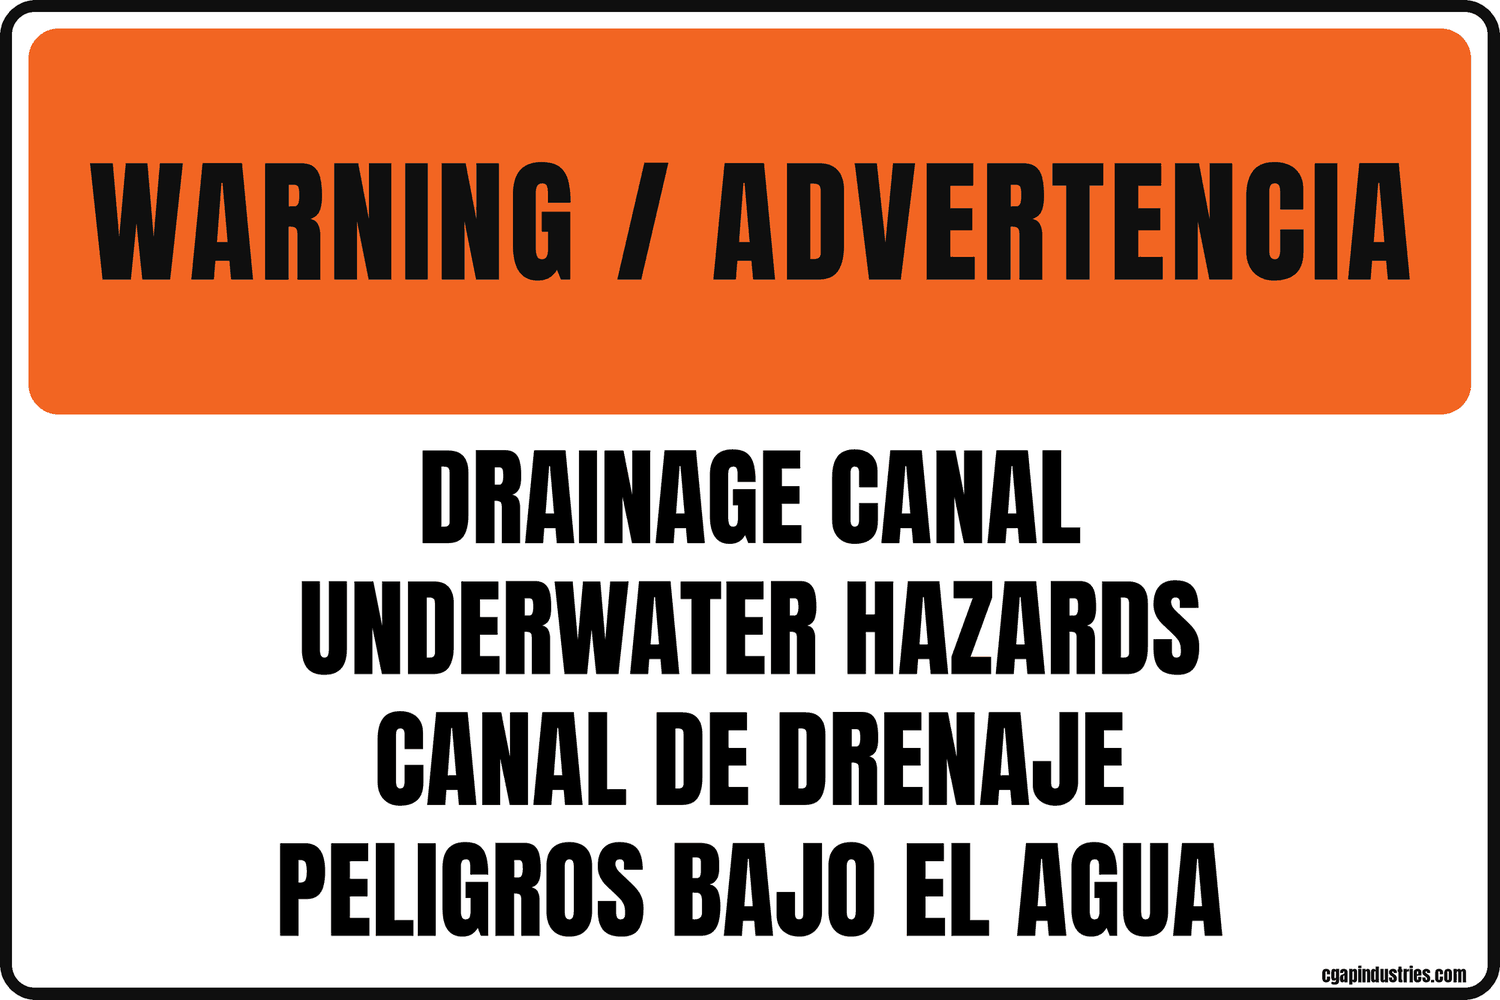 WARNING / ADVERTENCIA
DRAINAGE CANAL
UNDERWATER HAZARDS
CANAL DE DRENAJE
PELIGROS BAJO EL AGUA
cgapindustries.com